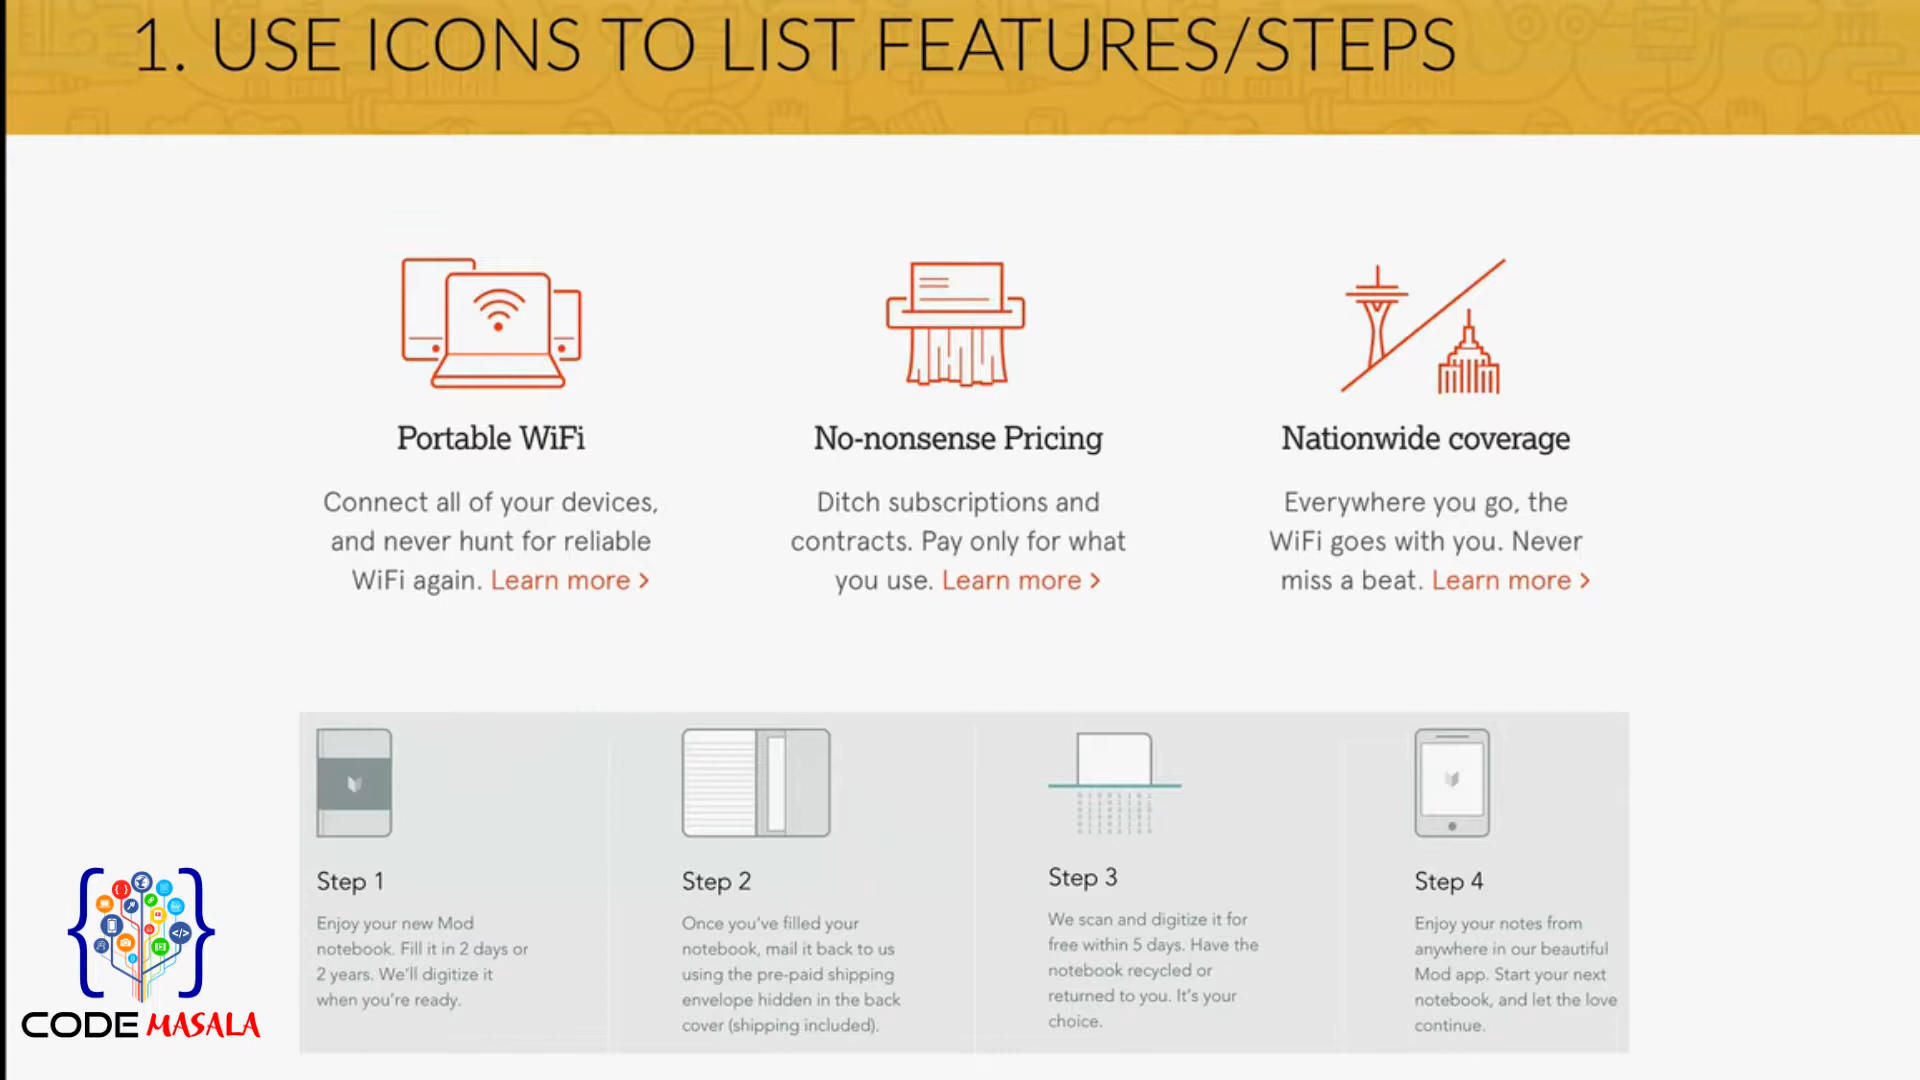 1. USE ICONS TO LIST FEATURES/STEPS
Portable WiFi
Connect all of your devices,
and never hunt for reliable
WiFi again. Learn more >
No-nonsense Pricing
Ditch subscriptions and
contracts. Pay only for what
you use. Learn more >
Nationwide coverage
Everywhere you go, the
WiFi goes with you. Never
miss a beat. Learn more >
Step 1
Enjoy your new Mod
notebook. Fill it in 2 days or
2 years. We'll digitize it
when you're ready.
Step 2
Once you've filled your
notebook, mail it back to us
using the pre-paid shipping
envelope hidden in the back
cover (shipping included).
Step 3
We scan and digitize it for
free within 5 days. Have the
notebook recycled or
returned to you. It's your
choice.
Step 4
Enjoy your notes from
anywhere in our beautiful
Mod app. Start your next
notebook, and let the love
continue.
CODE MASALA